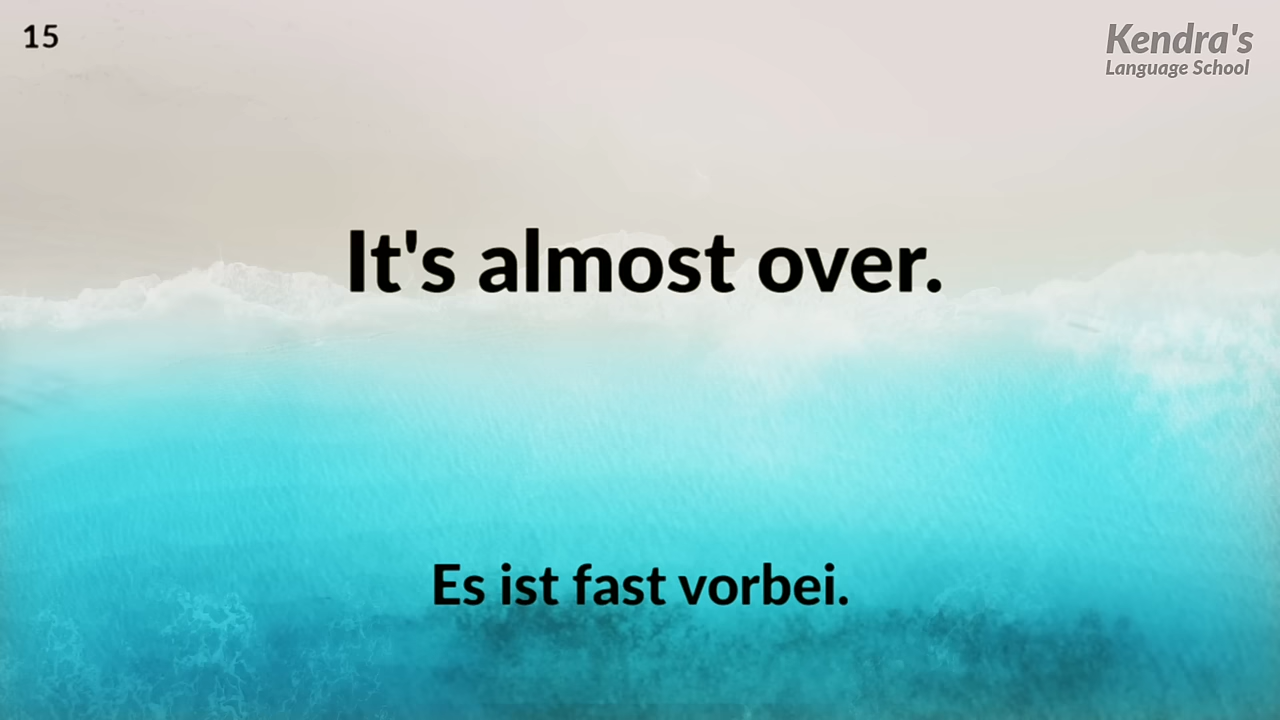 15
Kendra's
Language School
It's almost over.
Es ist fast vorbei.